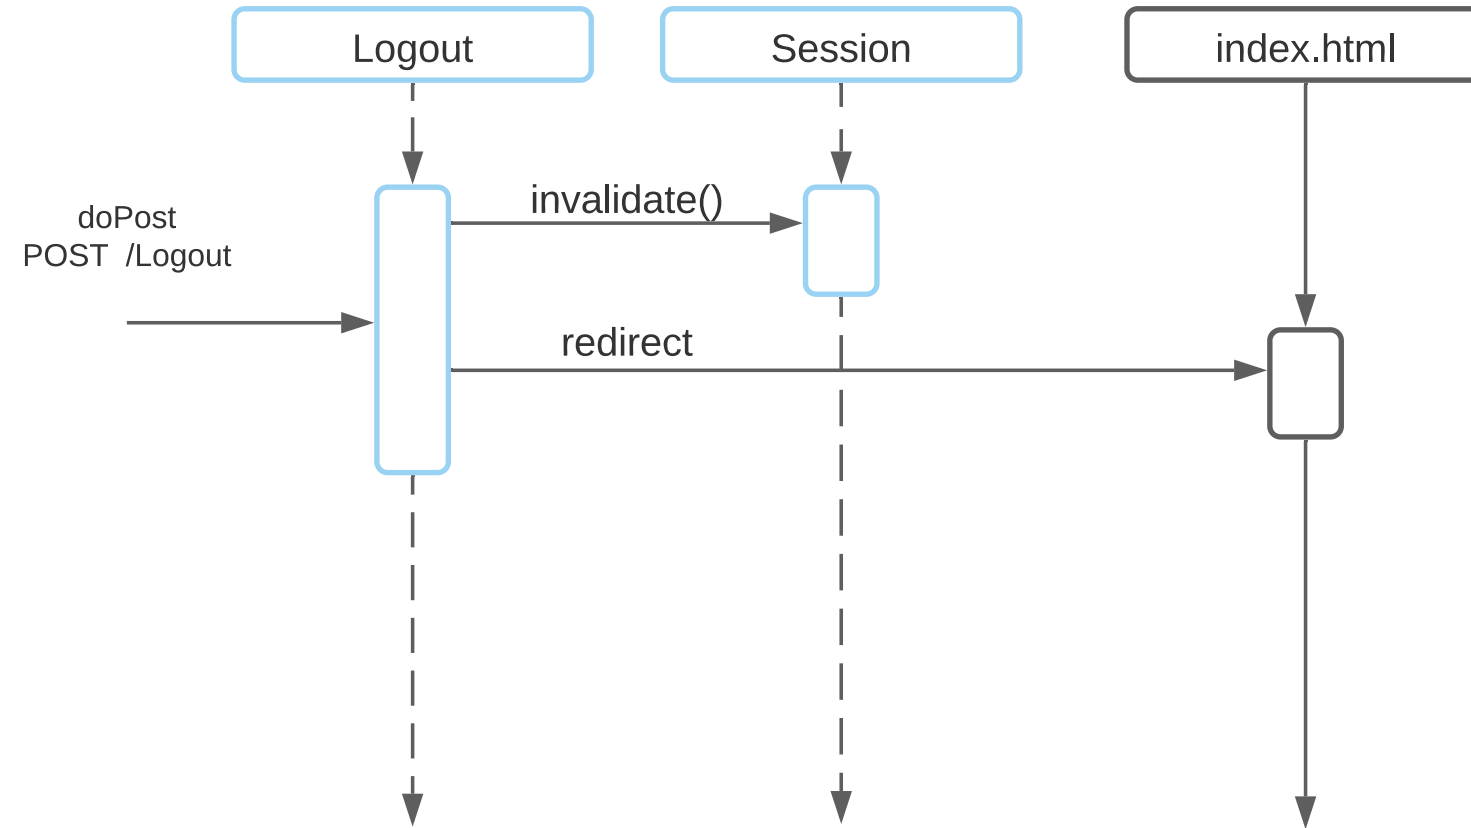 Logout
Session
index.html
invalidate()
doPost
POST  /Logout
redirect